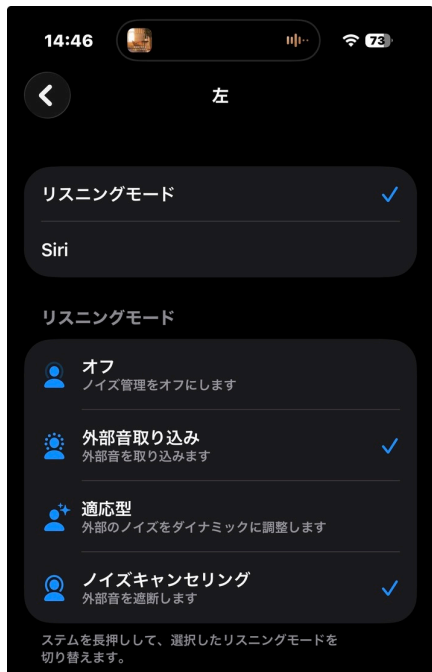 14:46
73
左
リスニングモード
Siri
リスニングモード
オフ
ノイズ管理をオフにします
外部音取り込み
外部音を取り込みます
適応型
外部のノイズをダイナミックに調整します
ノイズキャンセリング
外部音を遮断します
ステムを長押しして、選択したリスニングモードを
切り替えます。